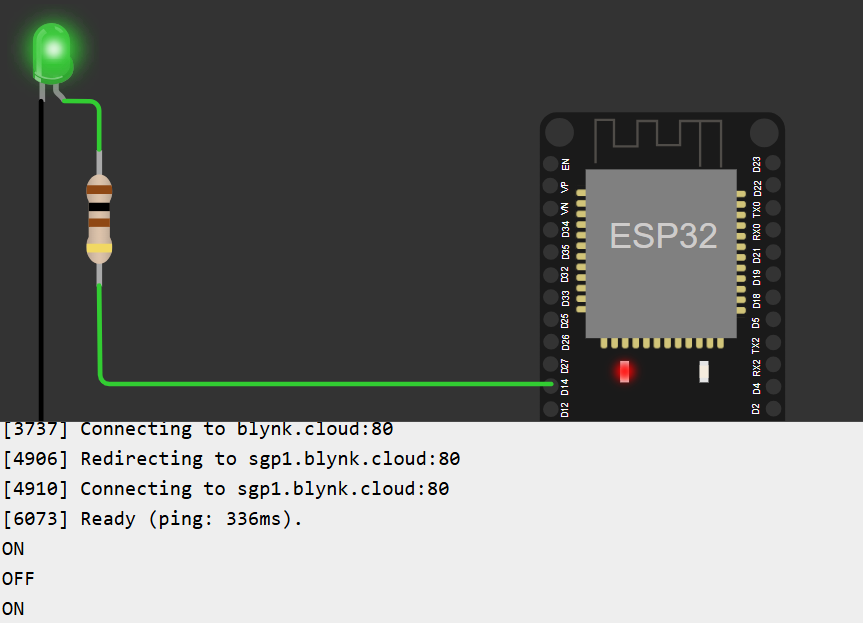 ESP32
EN
VP
VN
D34
D35
D32
D33
D25
D26
D27
D14
D12
D23
D22
TX0
RX0
D21
D19
D18
D5
TX2
RX2
D4
D2
[3737] Connecting to blynk.cloud:80
[4906] Redirecting to sgp1.blynk.cloud:80
[4910] Connecting to sgp1.blynk.cloud:80
[6073] Ready (ping: 336ms).
ON
OFF
ON